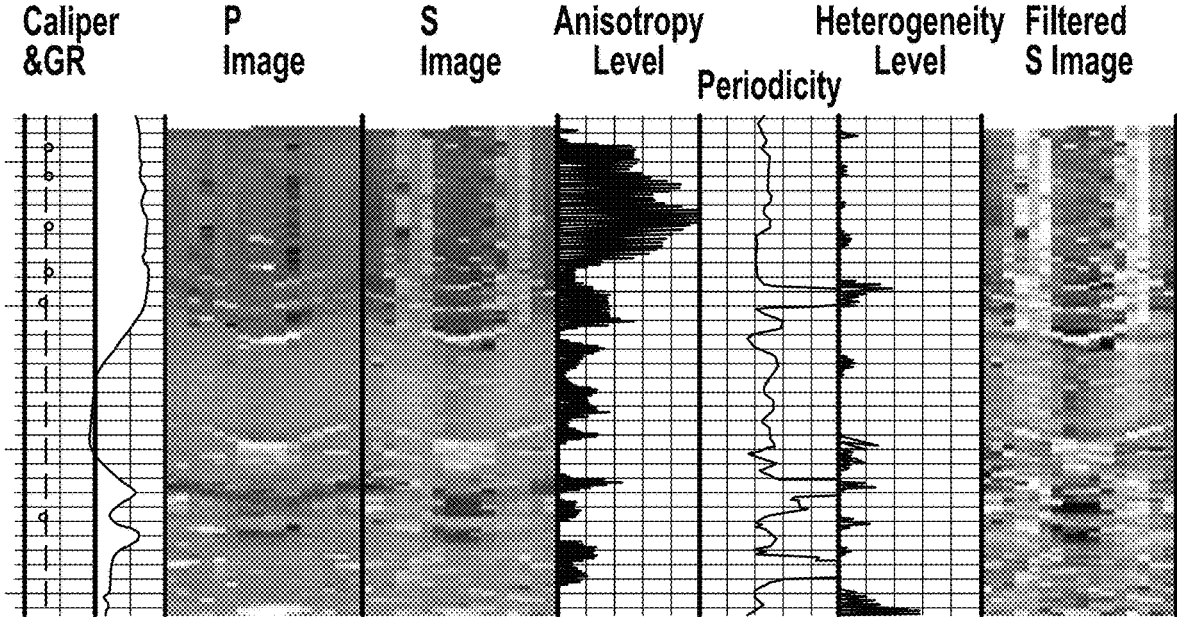 Caliper
&GR
P
Image
S
Image
Anisotropy
Level
Periodicity
Heterogeneity
Level
Filtered
S Image